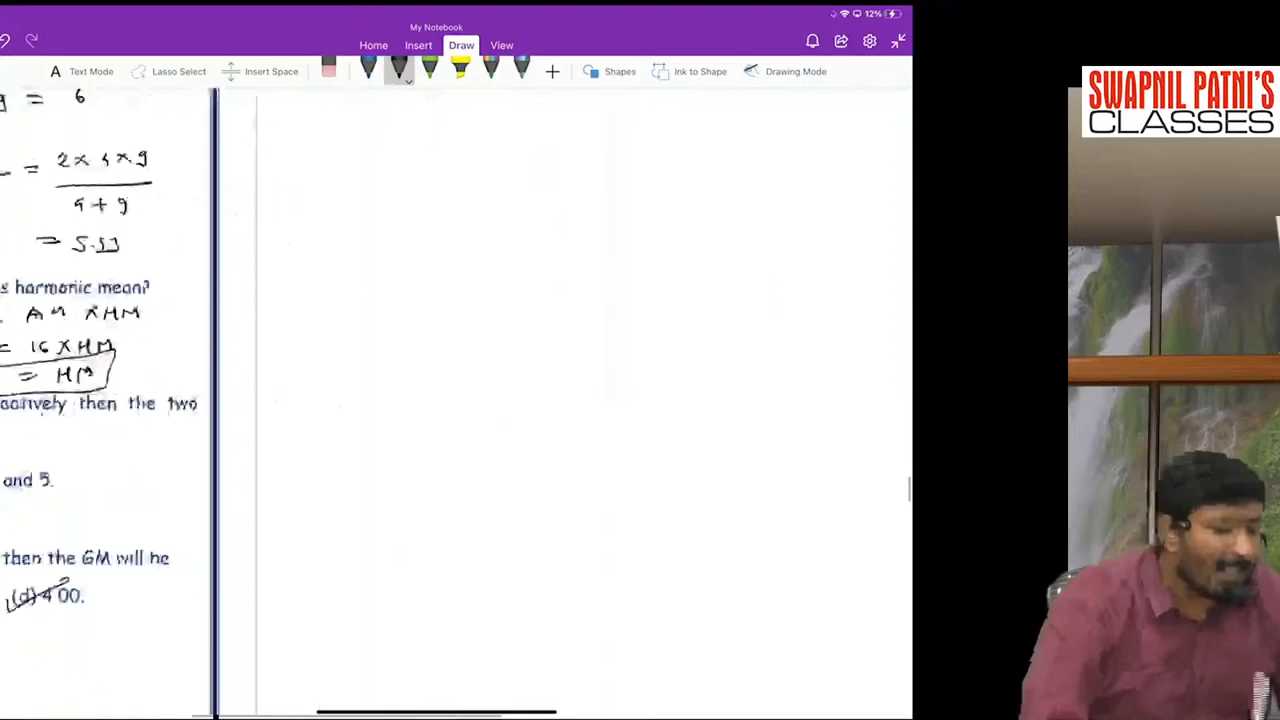 My Notebook
12%
Home Insert Draw View
A Text Mode Lasso Select Insert Space Shapes Ink to Shape Drawing Mode
SWAPNIL PATNI'S
CLASSES
= 6
= 2 × 4 × 9
4 + 9
= 5.53
s harmonic mean?
AM × HM
= 16 × HM
= HM
then the two
and 5.
then the GM will be
(d) 4.00.